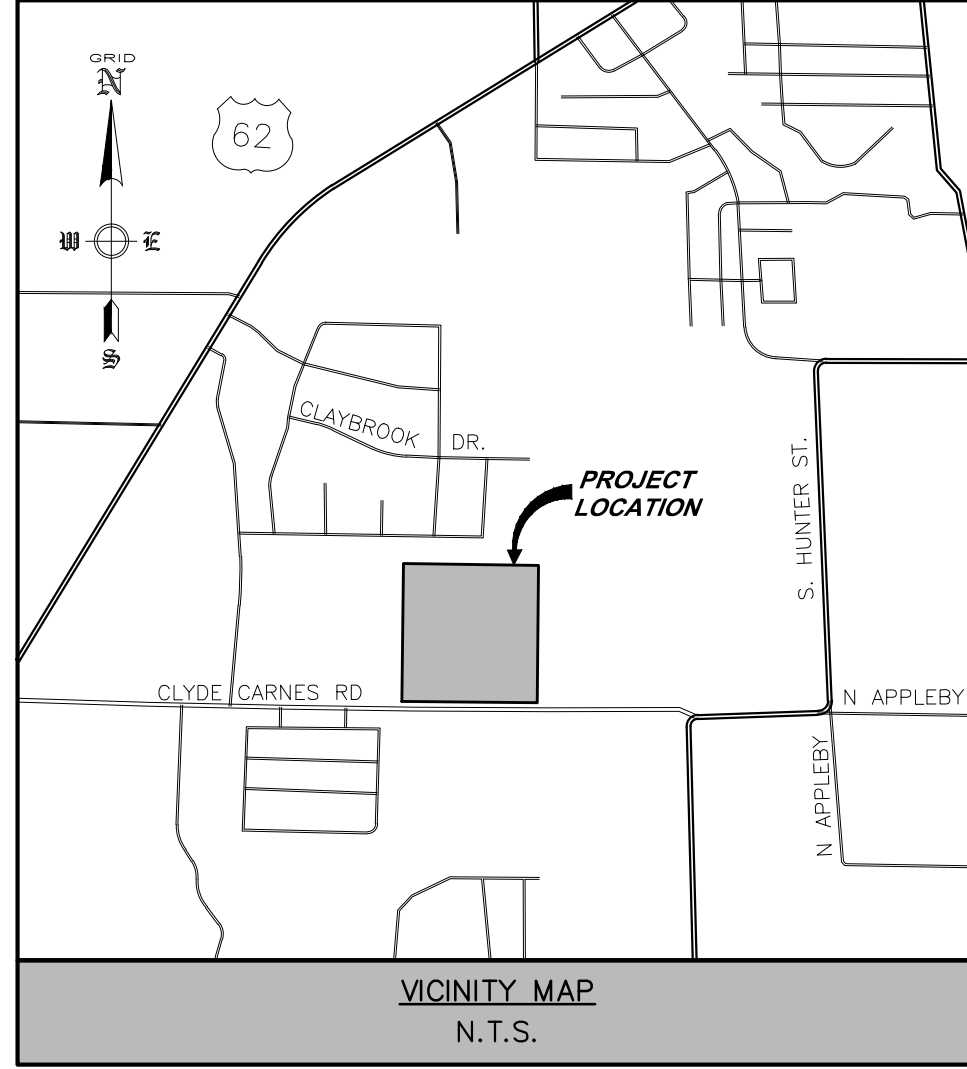 GRID
N
62
W E
S
CLAYBROOK DR.
PROJECT
LOCATION
S. HUNTER ST.
CLYDE CARNES RD
N APPLEBY
N APPLEBY
VICINITY MAP
N.T.S.